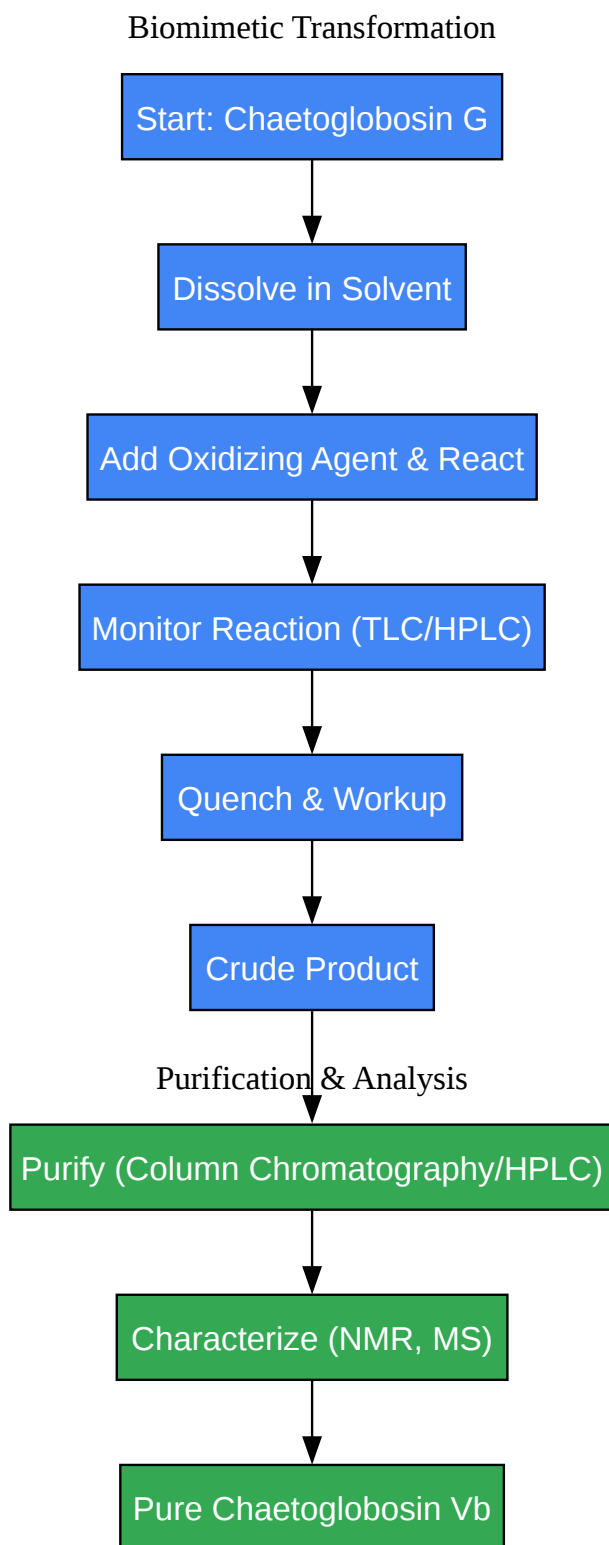 Biomimetic Transformation
Start: Chaetoglobosin G
Dissolve in Solvent
Add Oxidizing Agent & React
Monitor Reaction (TLC/HPLC)
Quench & Workup
Crude Product
Purification & Analysis
Purify (Column Chromatography/HPLC)
Characterize (NMR, MS)
Pure Chaetoglobosin Vb